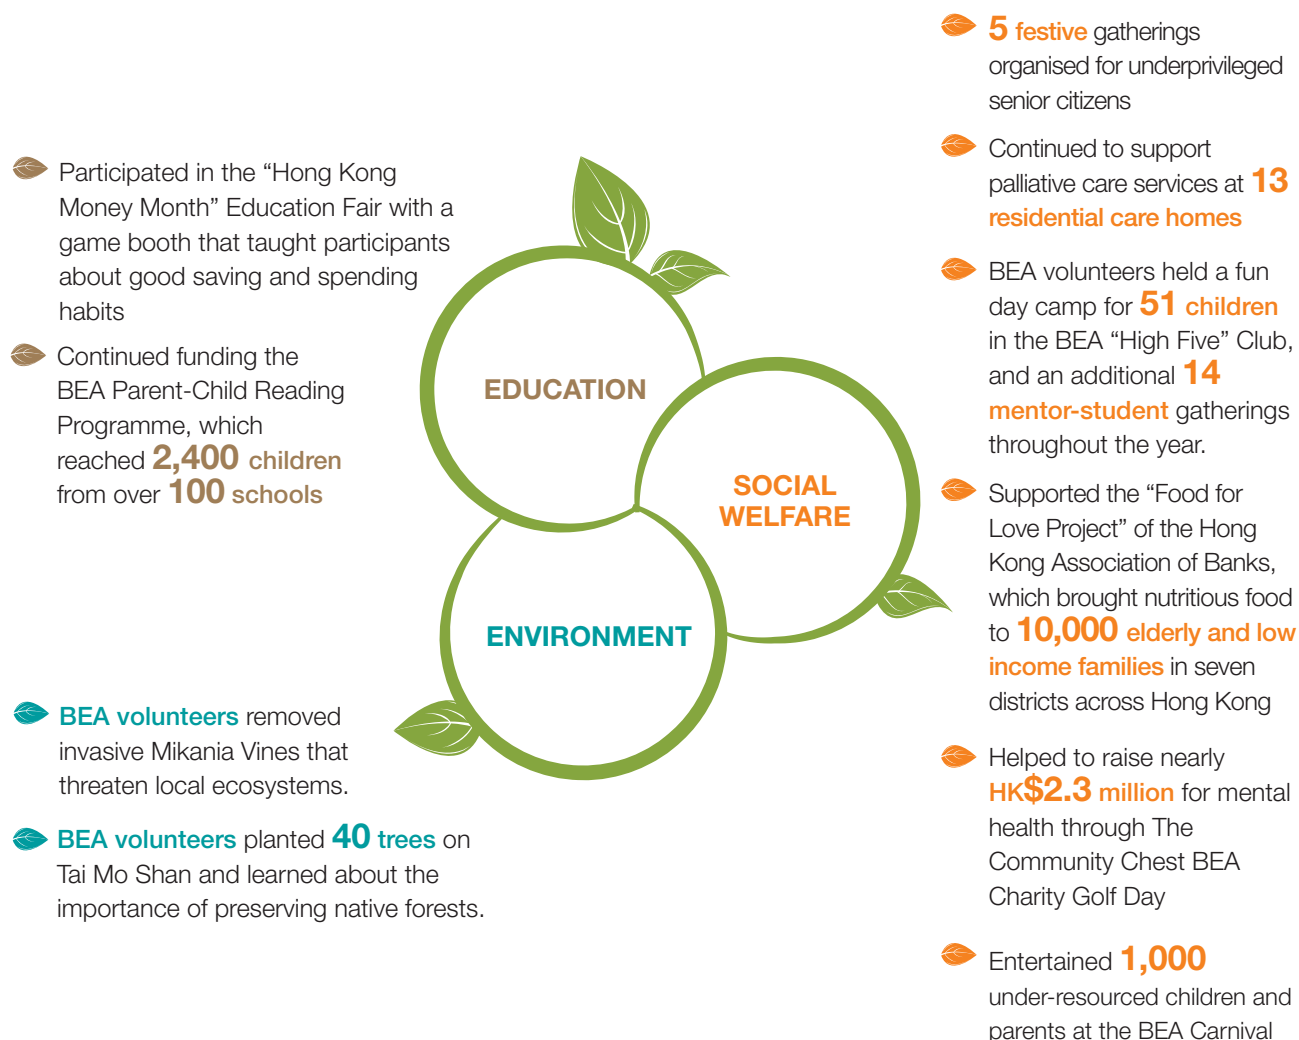 Participated in the “Hong Kong
Money Month” Education Fair with a
game booth that taught participants
about good saving and spending
habits
Continued funding the
BEA Parent-Child Reading
Programme, which
reached 2,400 children
from over 100 schools
EDUCATION
SOCIAL
WELFARE
ENVIRONMENT
BEA volunteers removed
invasive Mikania Vines that
threaten local ecosystems.
BEA volunteers planted 40 trees on
Tai Mo Shan and learned about the
importance of preserving native forests.
5 festive gatherings
organised for underprivileged
senior citizens
Continued to support
palliative care services at 13
residential care homes
BEA volunteers held a fun
day camp for 51 children
in the BEA “High Five” Club,
and an additional 14
mentor-student gatherings
throughout the year.
Supported the “Food for
Love Project” of the Hong
Kong Association of Banks,
which brought nutritious food
to 10,000 elderly and low
income families in seven
districts across Hong Kong
Helped to raise nearly
HK$2.3 million for mental
health through The
Community Chest BEA
Charity Golf Day
Entertained 1,000
under-resourced children and
parents at the BEA Carnival